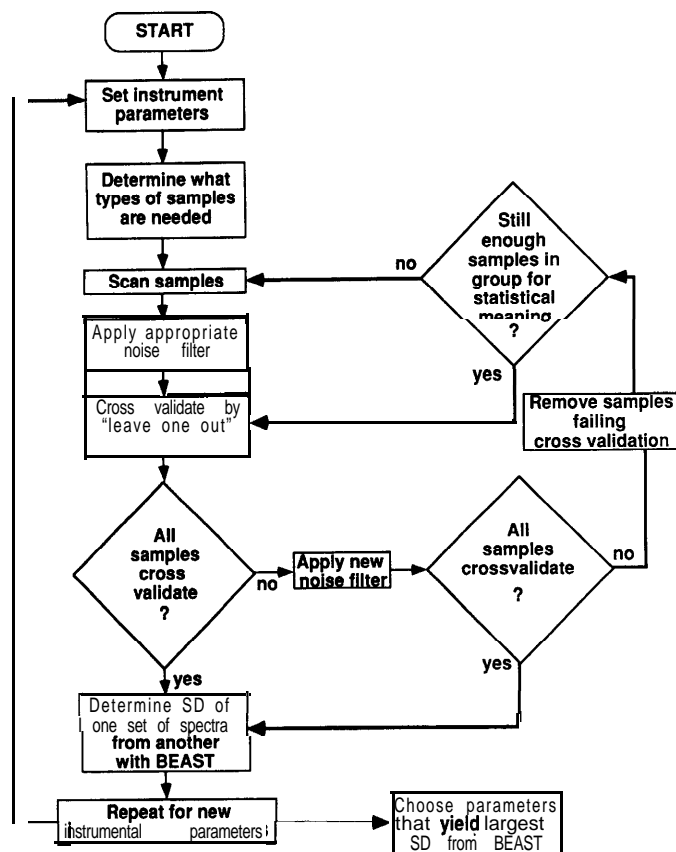 START
Set instrument
parameters
Determine what
types of samples
are needed
Scan samples
Apply appropriate
noise filter
Cross validate by
“leave one out”
All
samples
cross
validate
?
no
yes
Apply new
noise filter
All
samples
crossvalidate
?
no
yes
Remove samples
failing
cross validation
Still
enough
samples in
group for
statistical
meaning
?
no
yes
Determine SD of
one set of spectra
from another
with BEAST
Repeat for new
instrumental parameters
Choose parameters
that yield largest
SD from BEAST